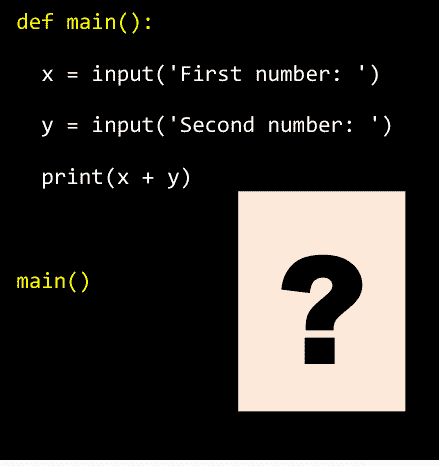 def main():
x = input('First number: ')
y = input('Second number: ')
print(x + y)
main()
?